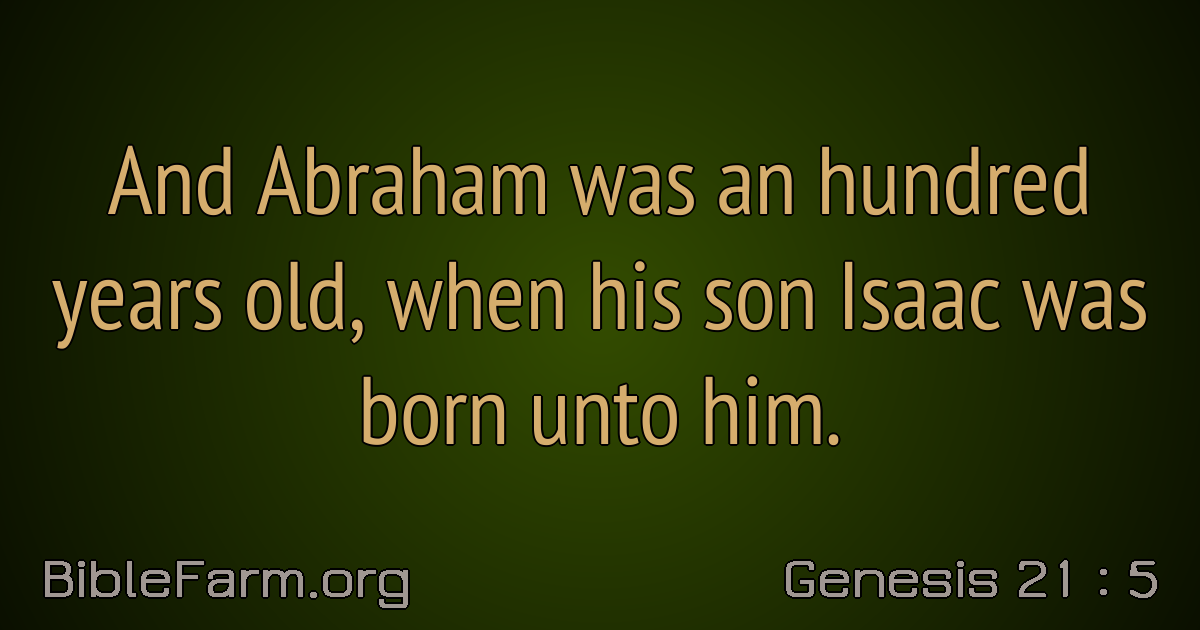 And Abraham was an hundred
years old, when his son Isaac was
born unto him.
BibleFarm.org
Genesis 21 : 5